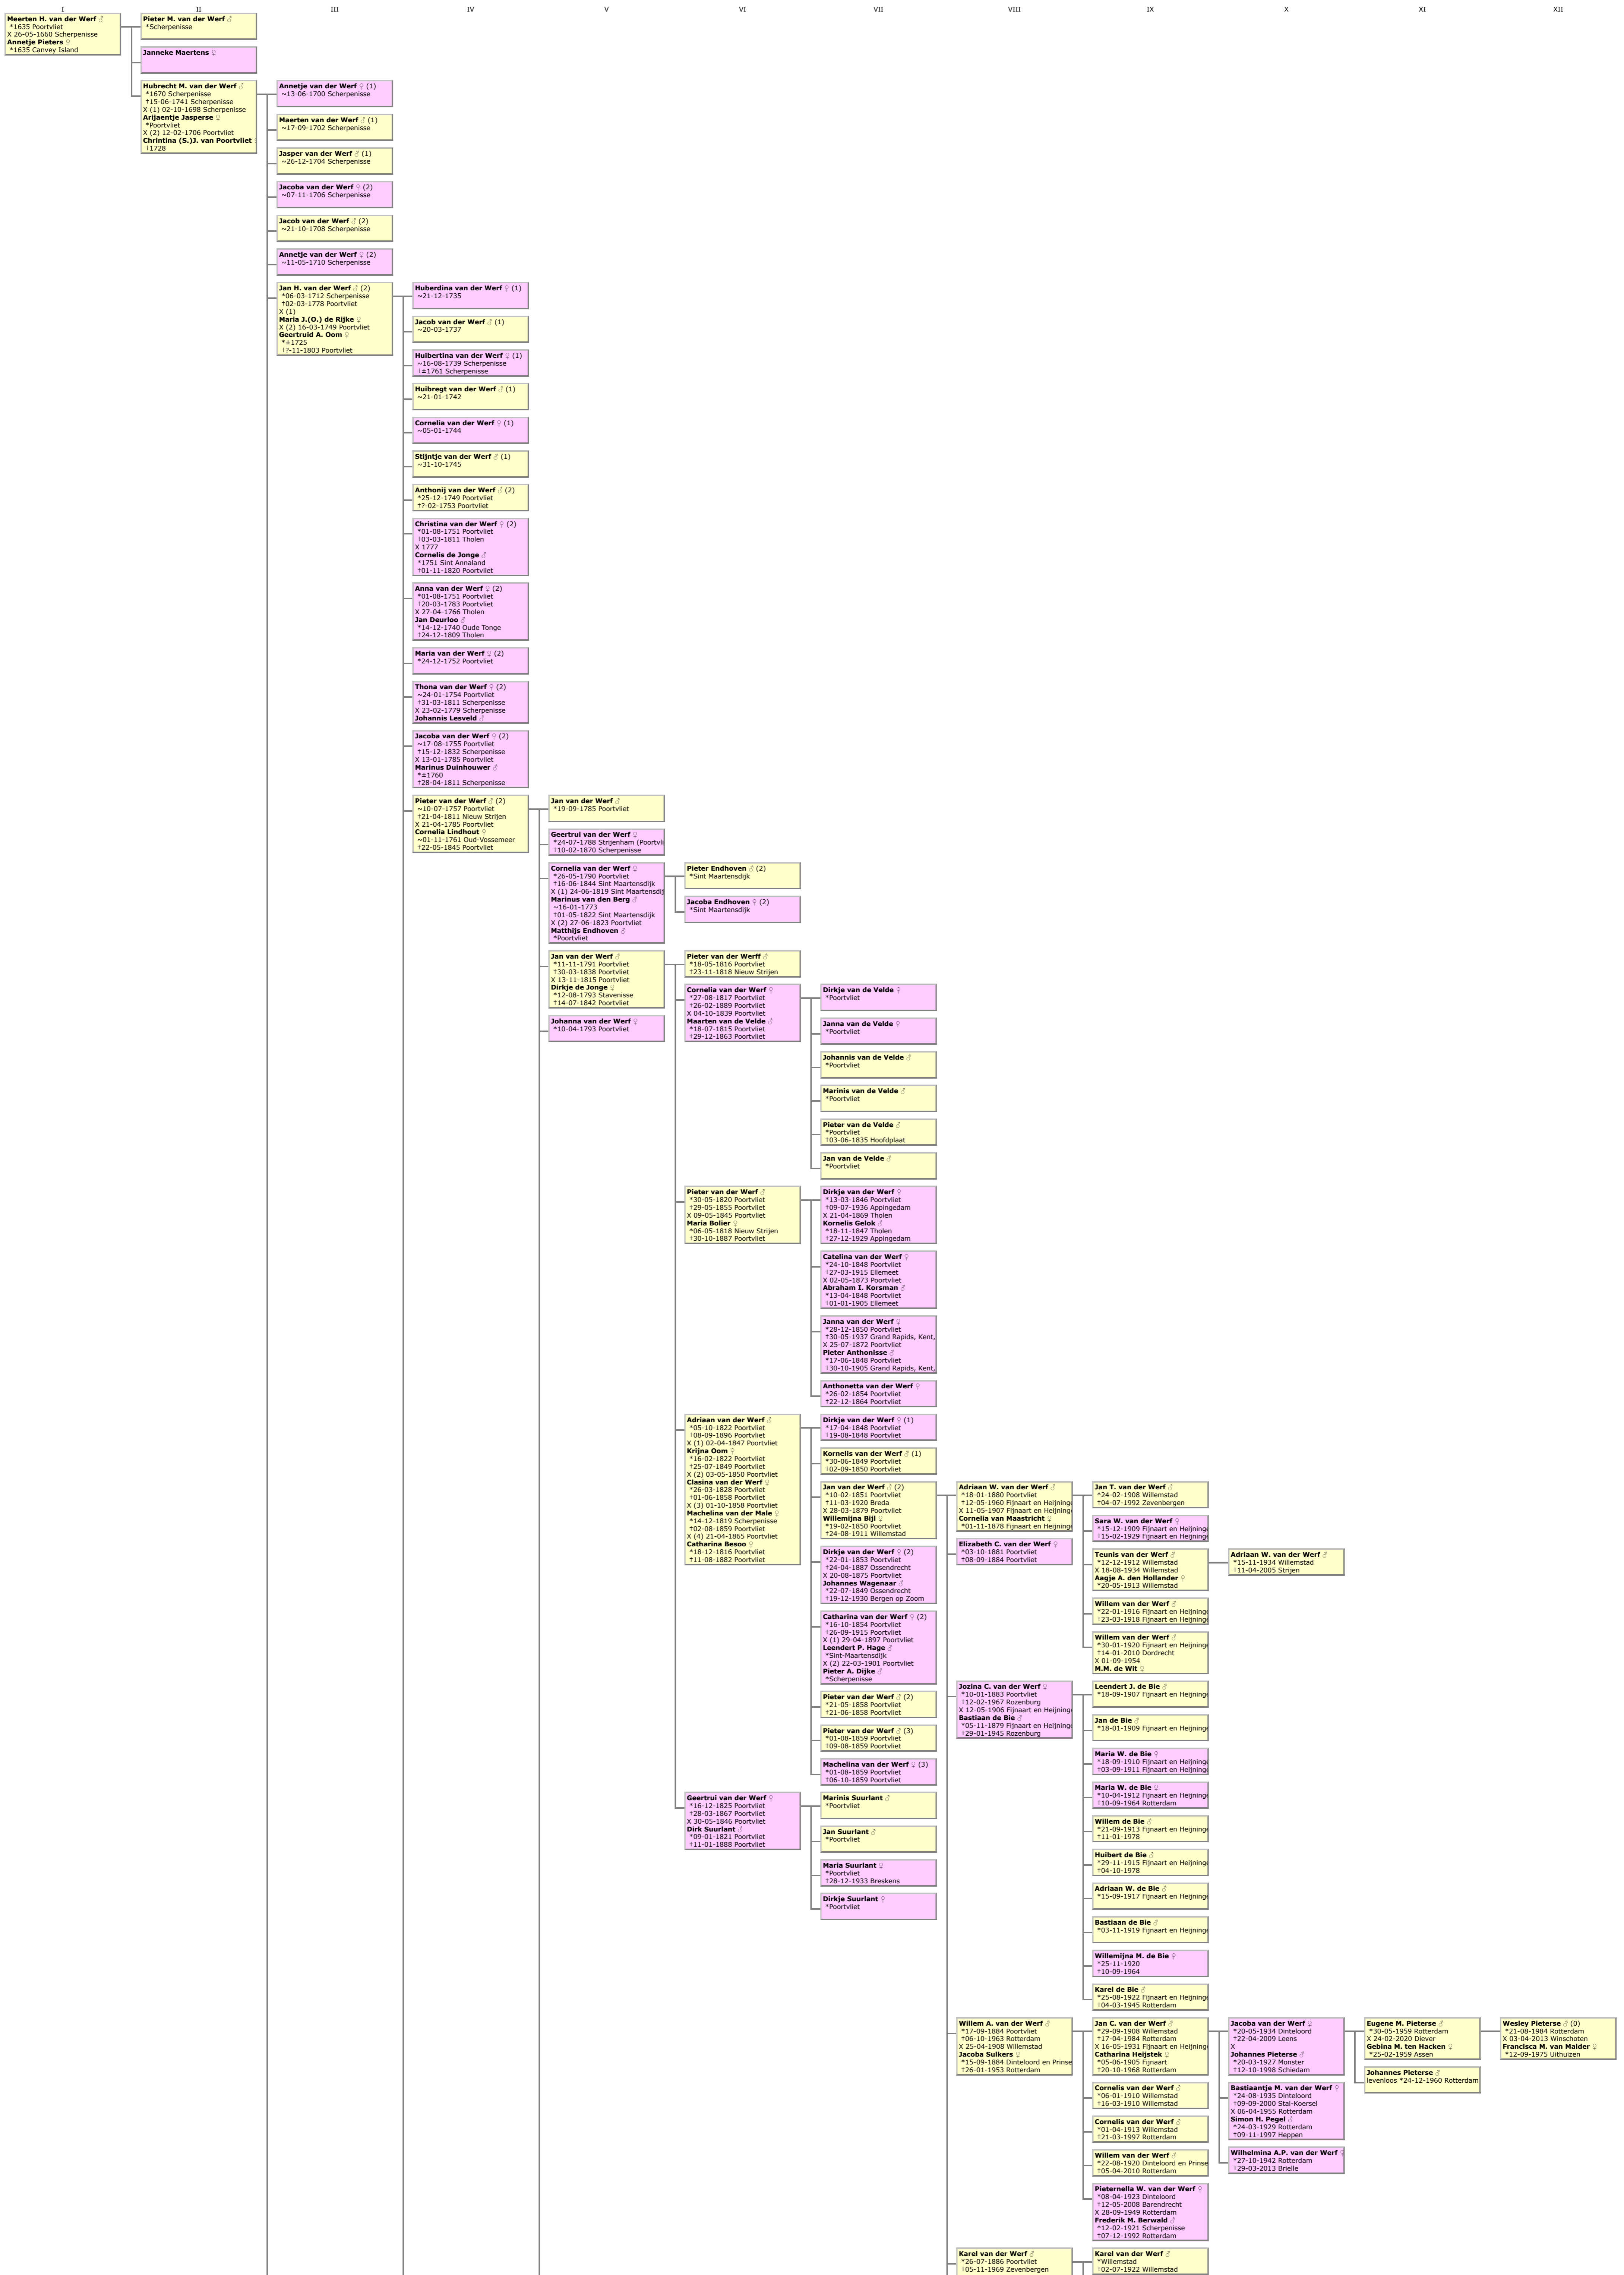 I II III IV V VI VII VIII IX X XI XII
Meerten H. van der Werf ♂
*1635 Poortvliet
X 26-05-1660 Scherpenisse
Annetje Pieters ♀
*1635 Canvey Island
Pieter M. van der Werf ♂
*Scherpenisse
Janneke Maertens ♀
Hubrecht M. van der Werf ♂
*1670 Scherpenisse
†15-06-1741 Scherpenisse
X (1) 02-10-1698 Scherpenisse
Arijaentje Jasperse ♀
*Poortvliet
X (2) 12-02-1706 Poortvliet
Christina (S.)J. van Poortvliet
†1728
Annetje van der Werf ♀ (1)
~13-06-1700 Scherpenisse
Maerten van der Werf ♂ (1)
~17-09-1702 Scherpenisse
Jasper van der Werf ♂ (1)
~26-12-1704 Scherpenisse
Jacoba van der Werf ♀ (2)
~07-11-1706 Scherpenisse
Jacob van der Werf ♂ (2)
~21-10-1708 Scherpenisse
Annetje van der Werf ♀ (2)
~11-05-1710 Scherpenisse
Jan H. van der Werf ♂ (2)
*06-03-1712 Scherpenisse
†02-03-1778 Poortvliet
X (1)
Maria J.(O.) de Rijke ♀
X (2) 16-03-1749 Poortvliet
Geertruid A. Oom ♀
*±1725
†?-11-1803 Poortvliet
Huberdina van der Werf ♀ (1)
~21-12-1735
Jacob van der Werf ♂ (1)
~20-03-1737
Huibertina van der Werf ♀ (1)
~16-08-1739 Scherpenisse
†±1761 Scherpenisse
Huibregt van der Werf ♂ (1)
~21-01-1742
Cornelia van der Werf ♀ (1)
~05-01-1744
Stijntje van der Werf ♂ (1)
~31-10-1745
Anthonij van der Werf ♂ (2)
*25-12-1749 Poortvliet
†?-02-1753 Poortvliet
Christina van der Werf ♀ (2)
*01-08-1751 Poortvliet
†03-03-1811 Tholen
X 1777
Cornelis de Jonge ♂
*1751 Sint Annaland
†01-11-1820 Poortvliet
Anna van der Werf ♀ (2)
*01-08-1751 Poortvliet
†20-03-1783 Poortvliet
X 27-04-1766 Tholen
Jan Deurloo ♂
*14-12-1740 Oude Tonge
†24-12-1809 Tholen
Maria van der Werf ♀ (2)
*24-12-1752 Poortvliet
Thona van der Werf ♀ (2)
~24-01-1754 Poortvliet
†31-03-1811 Scherpenisse
X 23-02-1779 Scherpenisse
Johannis Lesveld ♂
Jacoba van der Werf ♀ (2)
~17-08-1755 Poortvliet
†15-12-1832 Scherpenisse
X 13-01-1785 Poortvliet
Marinus Duinhouwer ♂
*±1760
†28-04-1811 Scherpenisse
Pieter van der Werf ♂ (2)
~10-07-1757 Poortvliet
†21-04-1811 Nieuw Strijen
X 21-04-1785 Poortvliet
Cornelia Lindhout ♀
~01-11-1761 Oud-Vossemeer
†22-05-1845 Poortvliet
Jan van der Werf ♂
*19-09-1785 Poortvliet
Geertrui van der Werf ♀
*24-07-1788 Strijenham (Poortvli
†10-02-1870 Scherpenisse
Cornelia van der Werf ♀
*26-05-1790 Poortvliet
†16-06-1844 Sint Maartensdijk
X (1) 24-06-1819 Sint Maartensdij
Marinus van den Berg ♂
~16-01-1773
†01-05-1822 Sint Maartensdijk
X (2) 27-06-1823 Poortvliet
Matthijs Endhoven ♂
*Poortvliet
Pieter Endhoven ♂ (2)
*Sint Maartensdijk
Jacoba Endhoven ♀ (2)
*Sint Maartensdijk
Jan van der Werf ♂
*11-11-1791 Poortvliet
†30-03-1838 Poortvliet
X 13-11-1815 Poortvliet
Dirkje de Jonge ♀
*12-08-1793 Stavenisse
†14-07-1842 Poortvliet
Johanna van der Werf ♀
*10-04-1793 Poortvliet
Pieter van der Werff ♂
*18-05-1816 Poortvliet
†23-11-1818 Nieuw Strijen
Cornelia van der Werf ♀
*27-08-1817 Poortvliet
†26-02-1889 Poortvliet
X 04-10-1839 Poortvliet
Maarten van de Velde ♂
*18-07-1815 Poortvliet
†29-12-1863 Poortvliet
Dirkje van de Velde ♀
*Poortvliet
Janna van de Velde ♀
*Poortvliet
Johannis van de Velde ♂
*Poortvliet
Marinis van de Velde ♂
*Poortvliet
Pieter van de Velde ♂
*Poortvliet
†03-06-1835 Hoofdplaat
Jan van de Velde ♂
*Poortvliet
Pieter van der Werf ♂
*30-05-1820 Poortvliet
†29-05-1855 Poortvliet
X 09-05-1845 Poortvliet
Maria Bolier ♀
*06-05-1818 Nieuw Strijen
†30-10-1887 Poortvliet
Dirkje van der Werf ♀
*13-03-1846 Poortvliet
†09-07-1936 Appingedam
X 21-04-1869 Tholen
Kornelis Gelok ♂
*18-11-1847 Tholen
†27-12-1929 Appingedam
Catelina van der Werf ♀
*24-10-1848 Poortvliet
†27-03-1915 Ellemeet
X 02-05-1873 Poortvliet
Abraham I. Korsman ♂
*13-04-1848 Poortvliet
†01-01-1905 Ellemeet
Janna van der Werf ♀
*28-12-1850 Poortvliet
†30-05-1937 Grand Rapids, Kent,
X 25-07-1872 Poortvliet
Pieter Anthonisse ♂
*17-06-1848 Poortvliet
†30-10-1905 Grand Rapids, Kent,
Anthonetta van der Werf ♀
*26-02-1854 Poortvliet
†22-12-1864 Poortvliet
Adriaan van der Werf ♂
*05-10-1822 Poortvliet
†08-09-1896 Poortvliet
X (1) 02-04-1847 Poortvliet
Krijna Oom ♀
*16-02-1822 Poortvliet
†25-07-1849 Poortvliet
X (2) 03-05-1850 Poortvliet
Clasina van der Werf ♀
*26-03-1828 Poortvliet
†01-06-1858 Poortvliet
X (3) 01-10-1858 Poortvliet
Machelina van der Male ♀
*14-12-1819 Scherpenisse
†02-08-1859 Poortvliet
X (4) 21-04-1865 Poortvliet
Catharina Besoo ♀
*18-12-1816 Poortvliet
†11-08-1882 Poortvliet
Dirkje van der Werf ♀ (1)
*17-04-1848 Poortvliet
†19-08-1848 Poortvliet
Kornelis van der Werf ♂ (1)
*30-06-1849 Poortvliet
†02-09-1850 Poortvliet
Jan van der Werf ♂ (2)
*10-02-1851 Poortvliet
†11-03-1920 Breda
X 28-03-1879 Poortvliet
Willemijna Bijl ♀
*19-02-1850 Poortvliet
†24-08-1911 Willemstad
Dirkje van der Werf ♀ (2)
*22-01-1853 Poortvliet
†24-04-1887 Ossendrecht
X 20-08-1875 Poortvliet
Johannes Wagenaar ♂
*22-07-1849 Ossendrecht
†19-12-1930 Bergen op Zoom
Catharina van der Werf ♀ (2)
*16-10-1854 Poortvliet
†26-09-1915 Poortvliet
X (1) 29-04-1897 Poortvliet
Leendert P. Hage ♂
*Sint-Maartensdijk
X (2) 22-03-1901 Poortvliet
Pieter A. Dijke ♂
*Scherpenisse
Pieter van der Werf ♂ (2)
*21-05-1858 Poortvliet
†21-06-1858 Poortvliet
Pieter van der Werf ♂ (3)
*01-08-1859 Poortvliet
†09-08-1859 Poortvliet
Machelina van der Werf ♀ (3)
*01-08-1859 Poortvliet
†06-10-1859 Poortvliet
Geertrui van der Werf ♀
*16-12-1825 Poortvliet
†28-03-1867 Poortvliet
X 30-05-1846 Poortvliet
Dirk Suurlant ♂
*09-01-1821 Poortvliet
†11-01-1888 Poortvliet
Marinis Suurlant ♂
*Poortvliet
Jan Suurlant ♂
*Poortvliet
Maria Suurlant ♀
*Poortvliet
†28-12-1933 Breskens
Dirkje Suurlant ♀
*Poortvliet
Adriaan W. van der Werf ♂
*18-01-1880 Poortvliet
†12-05-1960 Fijnaart en Heijninge
X 11-05-1907 Fijnaart en Heijninge
Cornelia van Maastricht ♀
*01-11-1878 Fijnaart en Heijninge
Elizabeth C. van der Werf ♀
*03-10-1881 Poortvliet
†08-09-1884 Poortvliet
Jan T. van der Werf ♂
*24-02-1908 Willemstad
†04-07-1992 Zevenbergen
Sara W. van der Werf ♀
*15-12-1909 Fijnaart en Heijninge
†15-02-1929 Fijnaart en Heijninge
Teunis van der Werf ♂
*12-12-1912 Willemstad
X 18-08-1934 Willemstad
Aagje A. den Hollander ♀
*20-05-1913 Willemstad
Adriaan W. van der Werf ♂
*15-11-1934 Willemstad
†11-04-2005 Strijen
Willem van der Werf ♂
*22-01-1916 Fijnaart en Heijninge
†23-03-1918 Fijnaart en Heijninge
Willem van der Werf ♂
*30-01-1920 Fijnaart en Heijninge
†14-01-2010 Dordrecht
X 01-09-1954
M.M. de Wit ♀
Jozina C. van der Werf ♀
*10-01-1883 Poortvliet
†12-02-1967 Rozenburg
X 12-05-1906 Fijnaart en Heijninge
Bastiaan de Bie ♂
*05-11-1879 Fijnaart en Heijninge
†29-01-1945 Rozenburg
Leendert J. de Bie ♂
*18-09-1907 Fijnaart en Heijninge
Jan de Bie ♂
*18-01-1909 Fijnaart en Heijninge
Maria W. de Bie ♀
*18-09-1910 Fijnaart en Heijninge
†03-09-1911 Fijnaart en Heijninge
Maria W. de Bie ♀
*10-04-1912 Fijnaart en Heijninge
†10-09-1964 Rotterdam
Willem de Bie ♂
*21-09-1913 Fijnaart en Heijninge
†11-01-1978
Huibert de Bie ♂
*29-11-1915 Fijnaart en Heijninge
†04-10-1978
Adriaan W. de Bie ♂
*15-09-1917 Fijnaart en Heijninge
Bastiaan de Bie ♂
*03-11-1919 Fijnaart en Heijninge
Willemijna M. de Bie ♀
*25-11-1920
†10-09-1964
Karel de Bie ♂
*25-08-1922 Fijnaart en Heijninge
†04-03-1945 Rotterdam
Willem A. van der Werf ♂
*17-09-1884 Poortvliet
†06-10-1963 Rotterdam
X 25-04-1908 Willemstad
Jacoba Sulkers ♀
*15-09-1884 Dinteloord en Prinse
†26-01-1953 Rotterdam
Jan C. van der Werf ♂
*29-09-1908 Willemstad
†17-04-1984 Rotterdam
X 16-05-1931 Fijnaart en Heijninge
Catharina Heijstek ♀
*05-06-1905 Fijnaart
†20-10-1968 Rotterdam
Cornelis van der Werf ♂
*06-01-1910 Willemstad
†16-03-1910 Willemstad
Cornelis van der Werf ♂
*01-04-1913 Willemstad
†21-03-1997 Rotterdam
Willem van der Werf ♂
*22-08-1920 Dinteloord en Prinse
†05-04-2010 Rotterdam
Pieternella W. van der Werf ♀
*08-04-1923 Dinteloord
†12-05-2008 Barendrecht
X 28-09-1949 Rotterdam
Frederik M. Berwald ♂
*12-02-1921 Scherpenisse
†07-12-1992 Rotterdam
Jacoba van der Werf ♀
*20-05-1934 Dinteloord
†22-04-2009 Leens
X
Johannes Pieterse ♂
*20-03-1927 Monster
†12-10-1998 Schiedam
Bastiaantje M. van der Werf ♀
*24-08-1935 Dinteloord
†09-09-2000 Stal-Koersel
X 06-04-1955 Rotterdam
Simon H. Pegel ♂
*24-03-1929 Rotterdam
†09-11-1997 Heppen
Wilhelmina A.P. van der Werf ♀
*27-10-1942 Rotterdam
†29-03-2013 Brielle
Eugene M. Pieterse ♂
*30-05-1959 Rotterdam
X 24-02-2020 Diever
Gebina M. ten Hacken ♀
*25-02-1959 Assen
Johannes Pieterse ♂
levenloos *24-12-1960 Rotterdam
Wesley Pieterse ♂ (0)
*21-08-1984 Rotterdam
X 03-04-2013 Winschoten
Francisca M. van Malder ♀
*12-09-1975 Uithuizen
Karel van der Werf ♂
*26-07-1886 Poortvliet
†05-11-1969 Zevenbergen
Karel van der Werf ♂
*Willemstad
†02-07-1922 Willemstad